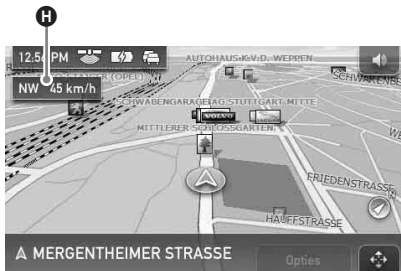 H
12:56 PM
AUTOHAUS K.V.D. WEPPEN
(OPEL)
NW 45 km/h
SCHWABENGARAGE AG STUTTGART MITTE
VOLVO
MITTLERER SCHLOSSGARTEN
FRIEDENSTRASSE
HAUFFSTRASSE
MERGENTHEIMER STRASSE
Opties